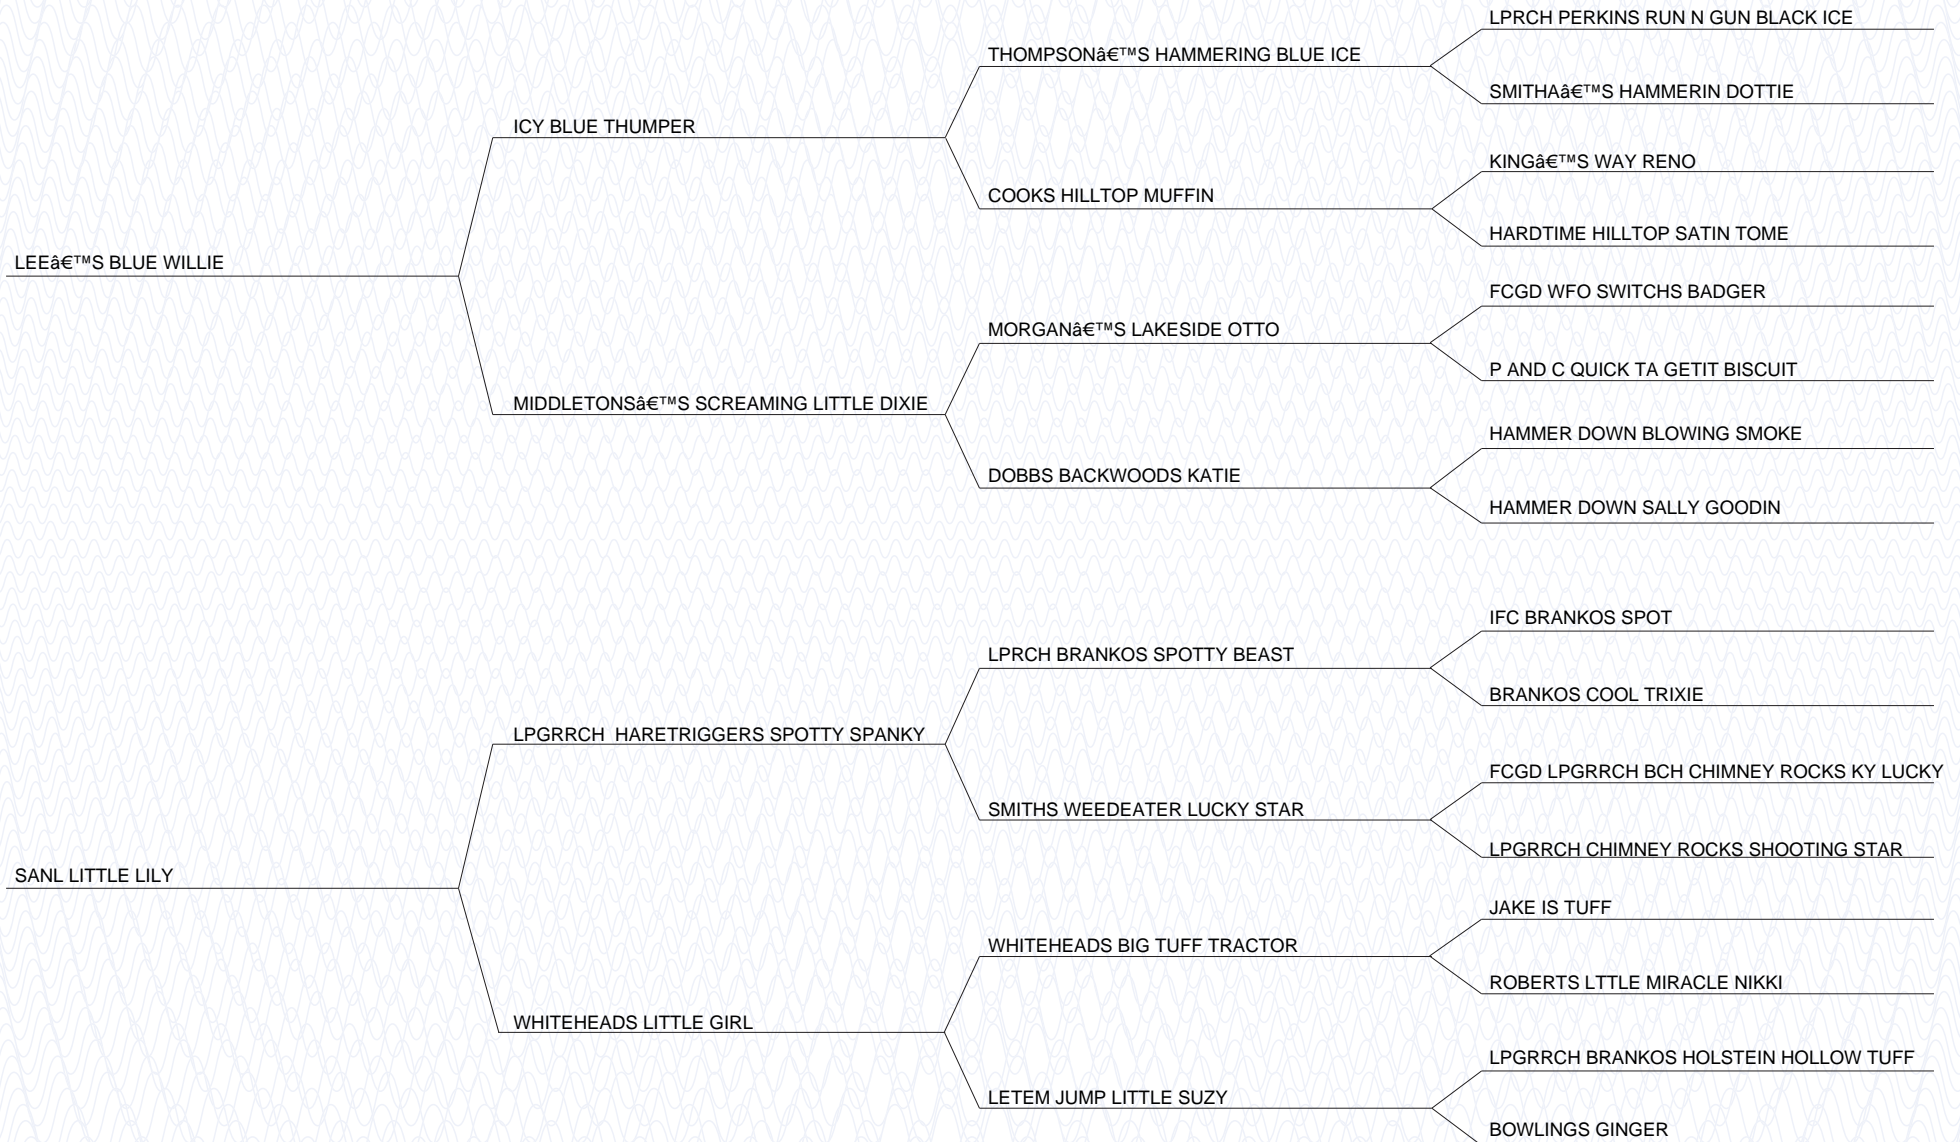 LPRCH PERKINS RUN N GUN BLACK ICE
THOMPSONâ€™S HAMMERING BLUE ICE
SMITHAâ€™S HAMMERIN DOTTIE
ICY BLUE THUMPER
KINGâ€™S WAY RENO
COOKS HILLTOP MUFFIN
HARDTIME HILLTOP SATIN TOME
LEEâ€™S BLUE WILLIE
FCGD WFO SWITCHS BADGER
MORGANâ€™S LAKESIDE OTTO
P AND C QUICK TA GETIT BISCUIT
MIDDLETONSâ€™S SCREAMING LITTLE DIXIE
HAMMER DOWN BLOWING SMOKE
DOBBS BACKWOODS KATIE
HAMMER DOWN SALLY GOODIN
IFC BRANKOS SPOT
LPRCH BRANKOS SPOTTY BEAST
BRANKOS COOL TRIXIE
LPGRRCH  HARETRIGGERS SPOTTY SPANKY
FCGD LPGRRCH BCH CHIMNEY ROCKS KY LUCKY
SMITHS WEEDEATER LUCKY STAR
LPGRRCH CHIMNEY ROCKS SHOOTING STAR
SANL LITTLE LILY
JAKE IS TUFF
WHITEHEADS BIG TUFF TRACTOR
ROBERTS LTTLE MIRACLE NIKKI
WHITEHEADS LITTLE GIRL
LPGRRCH BRANKOS HOLSTEIN HOLLOW TUFF
LETEM JUMP LITTLE SUZY
BOWLINGS GINGER